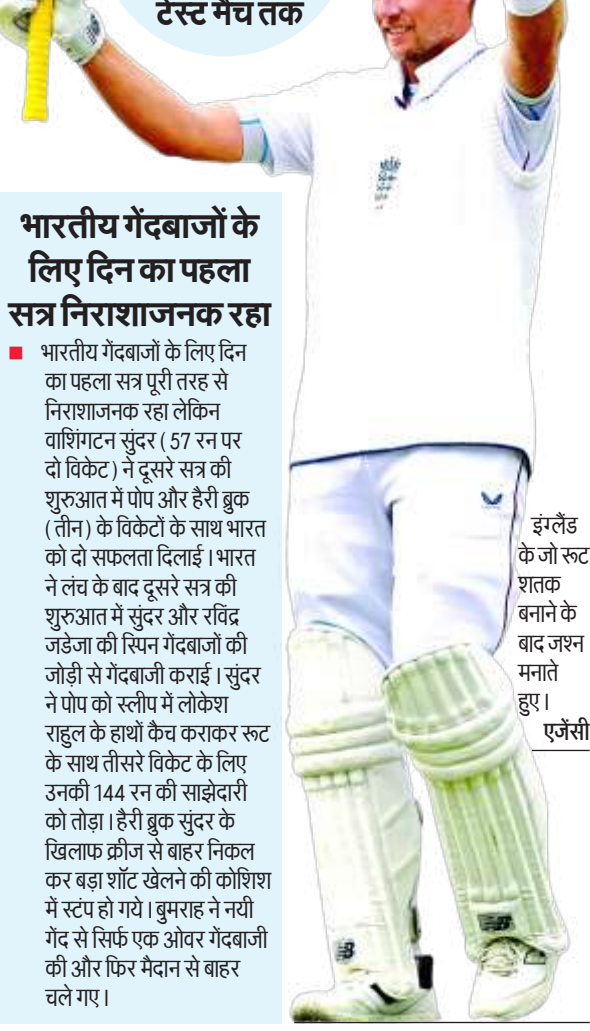 टेस्ट मैच तक
भारतीय गेंदबाजों के
लिए दिन का पहला
सत्र निराशाजनक रहा
■ भारतीय गेंदबाजों के लिए दिन
का पहला सत्र पूरी तरह से
निराशाजनक रहा लेकिन
वाशिंगटन सुंदर ( 57 रन पर
दो विकेट ) ने दूसरे सत्र की
शुरुआत में पोप और हैरी ब्रुक
( तीन ) के विकेटों के साथ भारत
को दो सफलता दिलाई । भारत
ने लंच के बाद दूसरे सत्र की
शुरुआत में सुंदर और रविंद्र
जडेजा की स्पिन गेंदबाजों की
जोड़ी से गेंदबाजी कराई । सुंदर
ने पोप को स्लीप में लोकेश
राहुल के हाथों कैच कराकर रूट
के साथ तीसरे विकेट के लिए
उनकी 144 रन की साझेदारी
को तोड़ा । हैरी ब्रुक सुंदर के
खिलाफ क्रीज से बाहर निकल
कर बड़ा शॉट खेलने की कोशिश
में स्टंप हो गये । बुमराह ने नयी
गेंद से सिर्फ एक ओवर गेंदबाजी
की और फिर मैदान से बाहर
चले गए ।
इंग्लैंड
के जो रूट
शतक
बनाने के
बाद जश्न
मनाते
हुए ।
एजेंसी
NB
NB